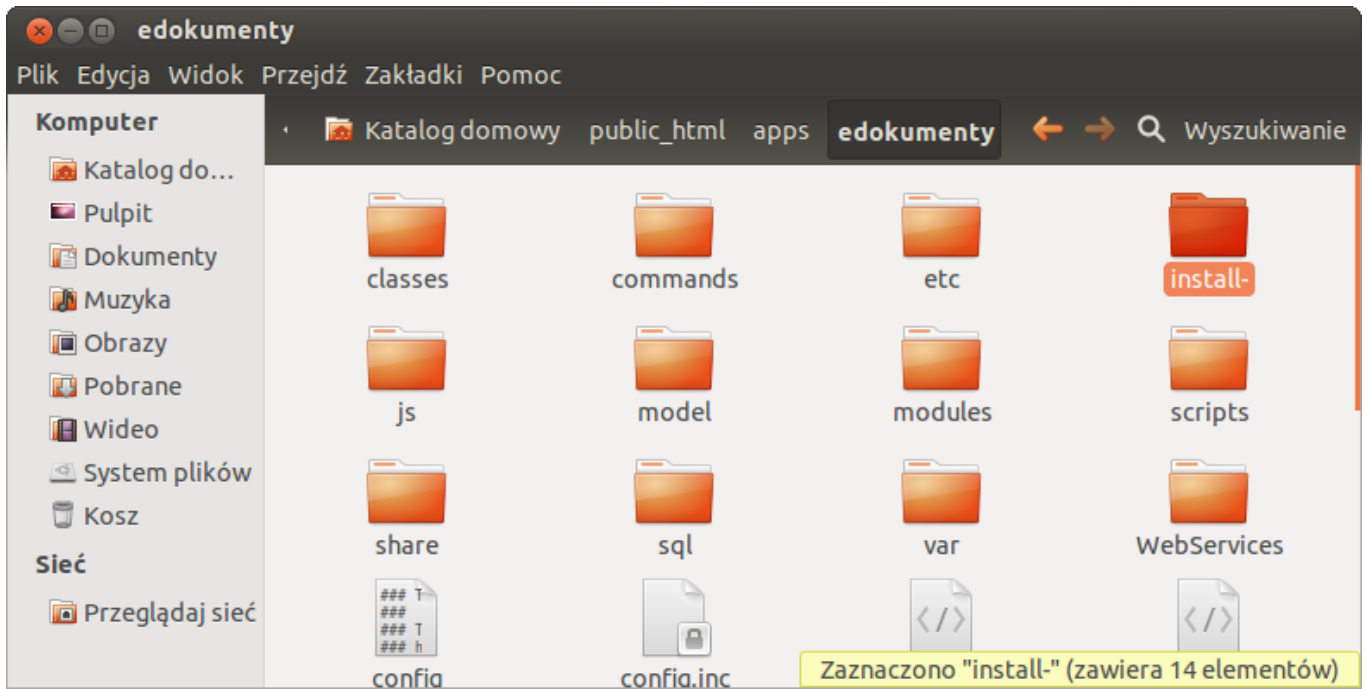 edokumenty
Plik Edycja Widok Przejdź Zakładki Pomoc
Komputer
Katalog do...
Pulpit
Dokumenty
Muzyka
Obrazy
Pobrane
Wideo
System plików
Kosz
Sieć
Przeglądaj sieć
Katalog domowy public_html apps edokumenty Wyszukiwanie
classes commands etc install-
js model modules scripts
share sql var WebServices
### T
###
### T
### h
</> </>
config config.inc
Zaznaczono "install-" (zawiera 14 elementów)